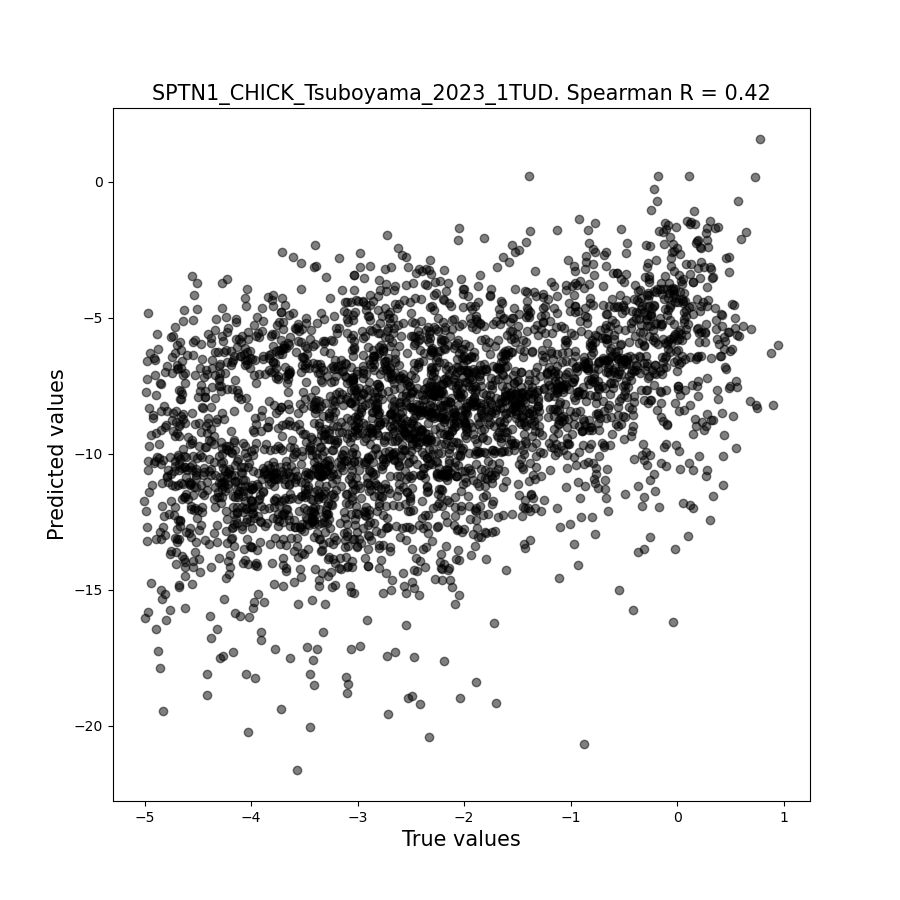 SPTN1_CHICK_Tsuboyama_2023_1TUD. Spearman R = 0.42
Predicted values
0
−5
−10
−15
−20
−5 −4 −3 −2 −1 0 1
True values